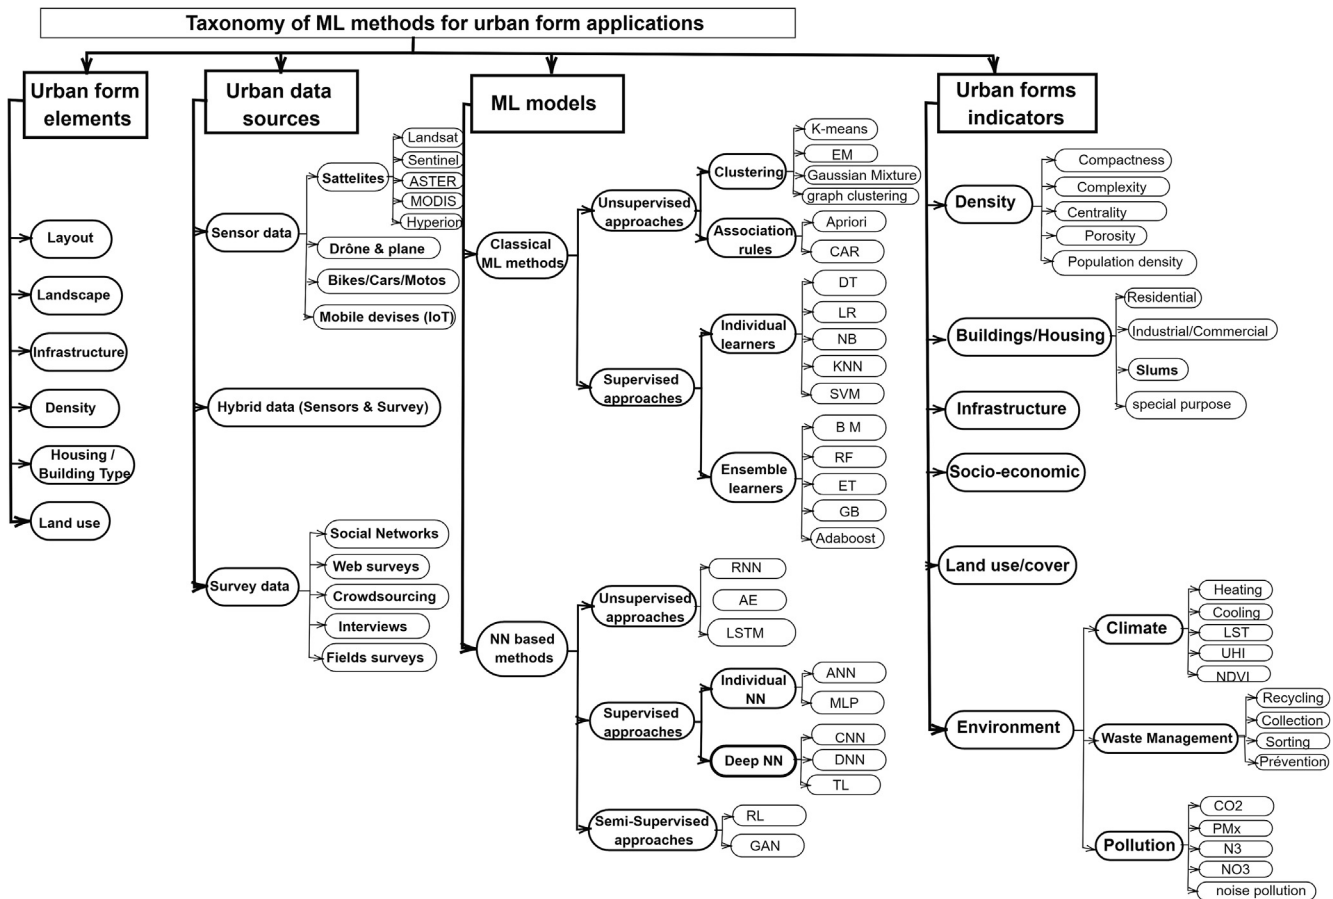 Taxonomy of ML methods for urban form applications
Urban form
elements
Layout
Landscape
Infrastructure
Density
Housing /
Building Type
Land use
Urban data
sources
Sensor data
Sattelites
Landsat
Sentinel
ASTER
MODIS
Hyperion
Drône & plane
Bikes/Cars/Motos
Mobile devises (IoT)
Hybrid data (Sensors & Survey)
Survey data
Social Networks
Web surveys
Crowdsourcing
Interviews
Fields surveys
ML models
Classical
ML methods
Unsupervised
approaches
Clustering
K-means
EM
Gaussian Mixture
graph clustering
Association
rules
Apriori
CAR
Supervised
approaches
Individual
learners
DT
LR
NB
KNN
SVM
Ensemble
learners
B M
RF
ET
GB
Adaboost
NN based
methods
Unsupervised
approaches
RNN
AE
LSTM
Supervised
approaches
Individual
NN
ANN
MLP
Deep NN
CNN
DNN
TL
Semi-Supervised
approaches
RL
GAN
Urban forms
indicators
Density
Compactness
Complexity
Centrality
Porosity
Population density
Buildings/Housing
Residential
Industrial/Commercial
Slums
special purpose
Infrastructure
Socio-economic
Land use/cover
Environment
Climate
Heating
Cooling
LST
UHI
NDVI
Waste Management
Recycling
Collection
Sorting
Prévention
Pollution
CO2
PMx
N3
NO3
noise pollution